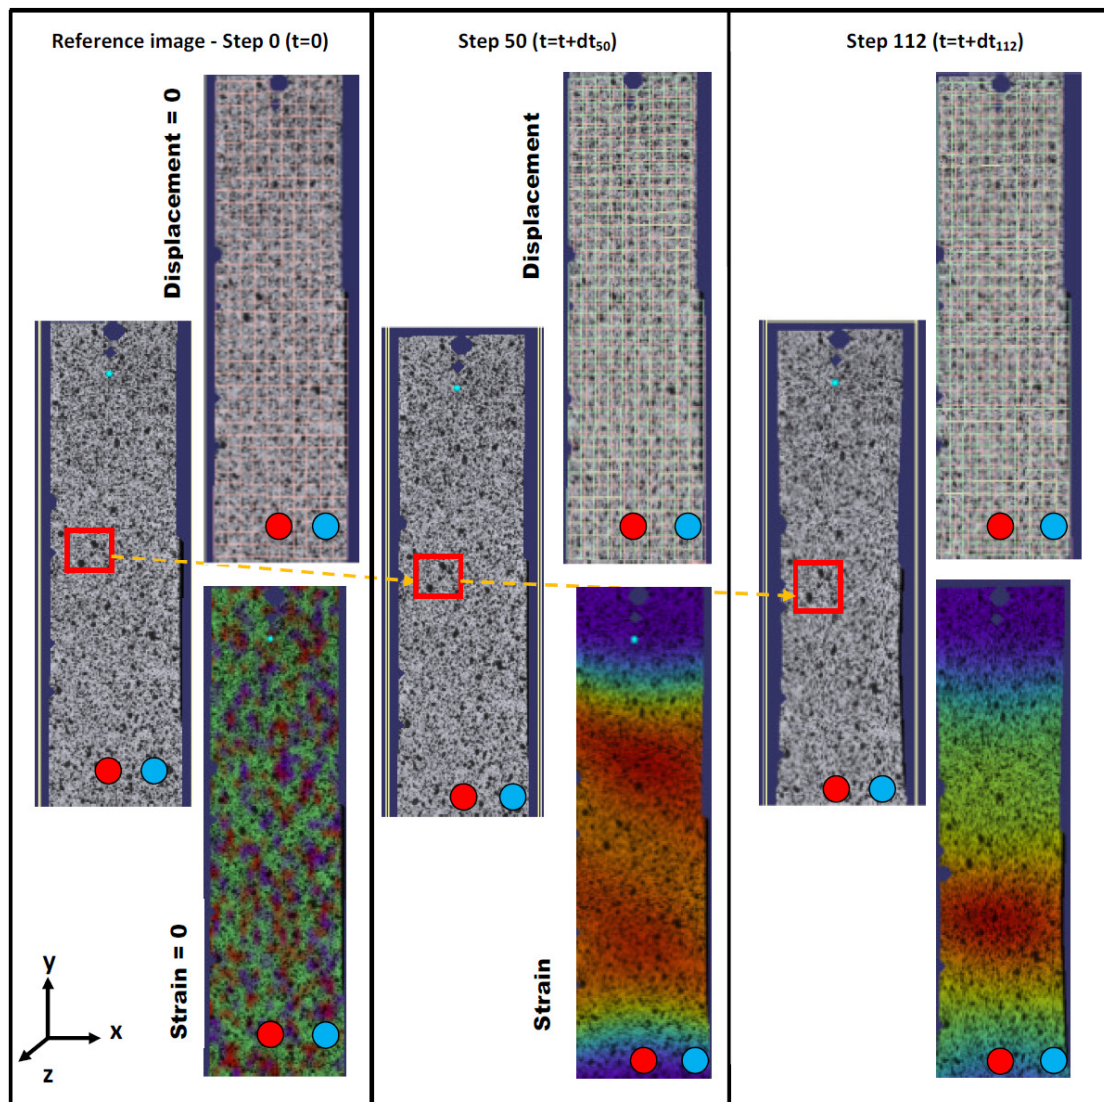 Reference image - Step 0 (t=0)
Step 50 (t=t+dt50)
Step 112 (t=t+dt112)
Displacement = 0
Displacement
Strain = 0
Strain
y
x
z